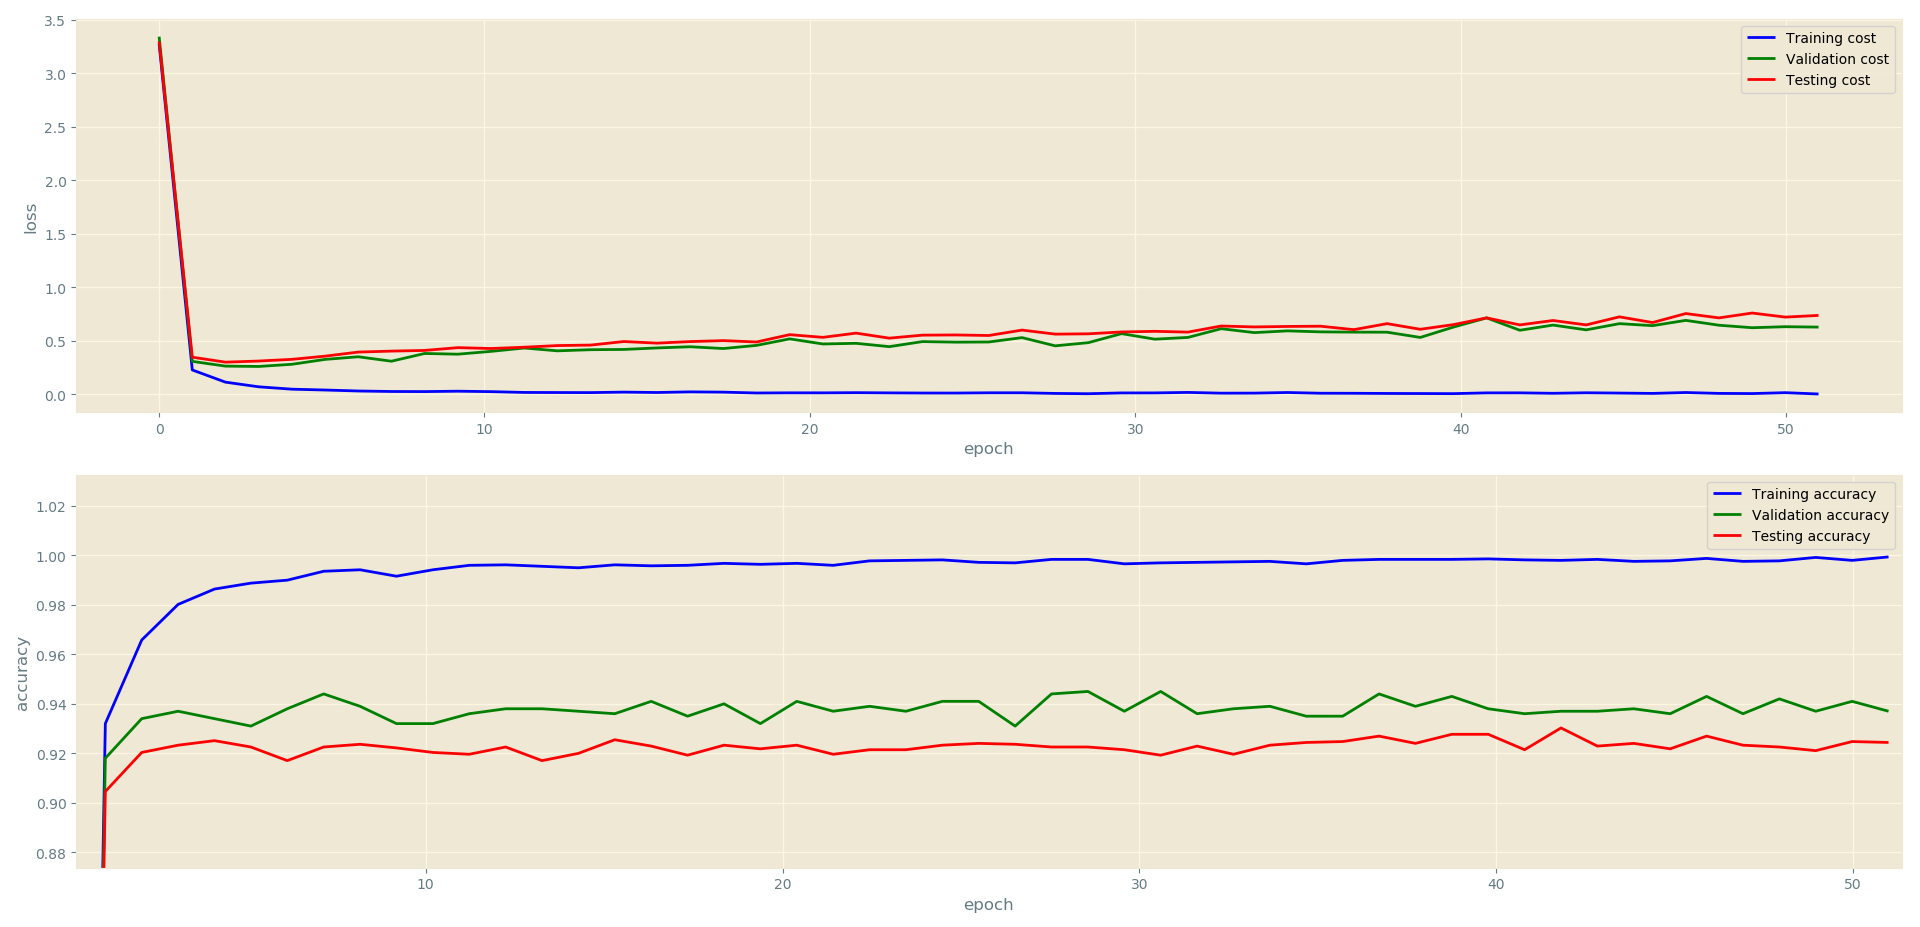 3.5
3.0
2.5
2.0
1.5
1.0
0.5
0.0
loss
Training cost
Validation cost
Testing cost
0 10 20 30 40 50
epoch
1.02
1.00
0.98
0.96
0.94
0.92
0.90
0.88
accuracy
Training accuracy
Validation accuracy
Testing accuracy
10 20 30 40 50
epoch